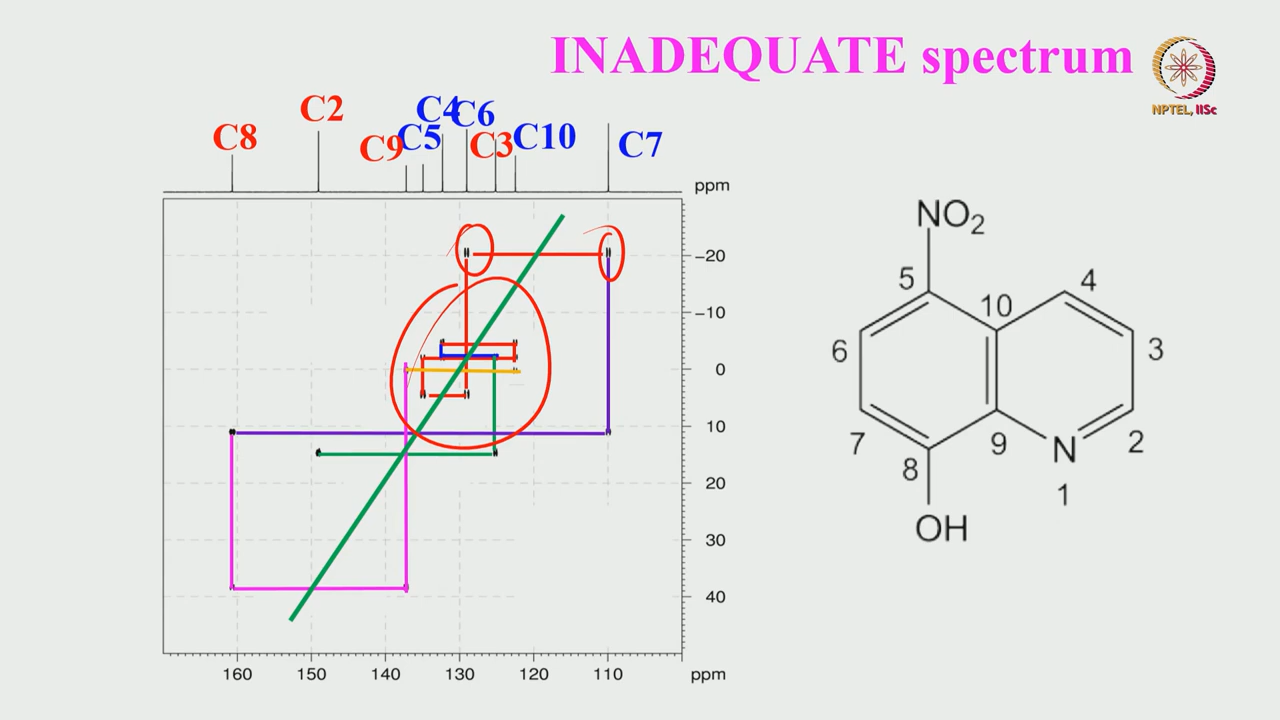 INADEQUATE spectrum
NPTEL, IISc
C8
C2
C9
C5
C4
C6
C3
C10
C7
ppm
−20
−10
0
10
20
30
40
160
150
140
130
120
110
ppm
NO2
5
10
4
6
3
7
8
9
N
2
1
OH